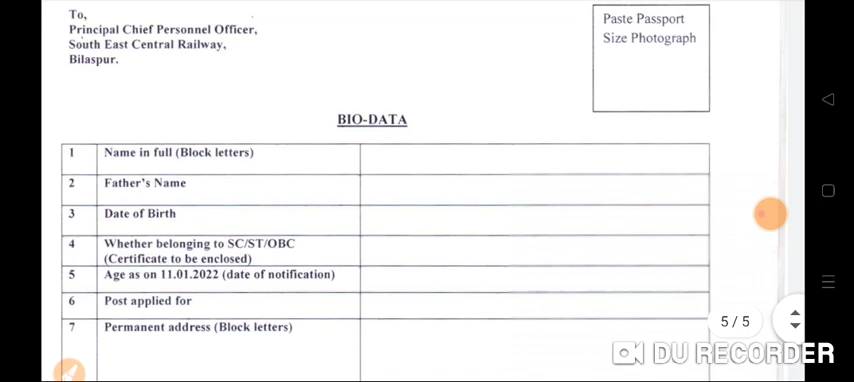 To,
Principal Chief Personnel Officer,
South East Central Railway,
Bilaspur.
Paste Passport
Size Photograph
BIO-DATA
1 Name in full (Block letters)
2 Father's Name
3 Date of Birth
4 Whether belonging to SC/ST/OBC
(Certificate to be enclosed)
5 Age as on 11.01.2022 (date of notification)
6 Post applied for
7 Permanent address (Block letters)
5 / 5
DU RECORDER